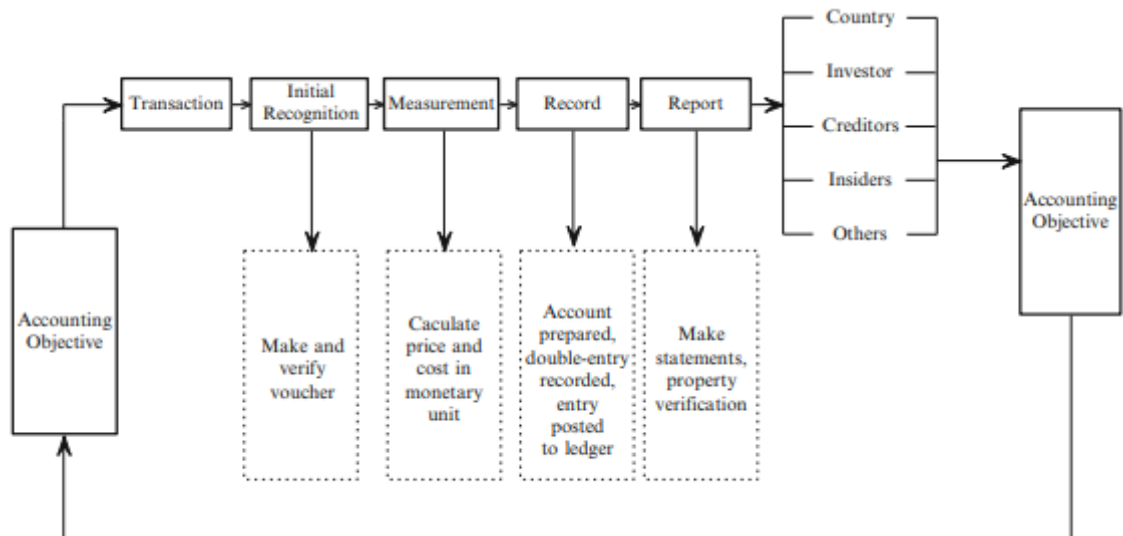 Country
Investor
Creditors
Insiders
Others
Transaction
Initial
Recognition
Measurement
Record
Report
Accounting
Objective
Accounting
Objective
Make and
verify
voucher
Caculate
price and
cost in
monetary
unit
Account
prepared,
double-entry
recorded,
entry
posted
to ledger
Make
statements,
property
verification